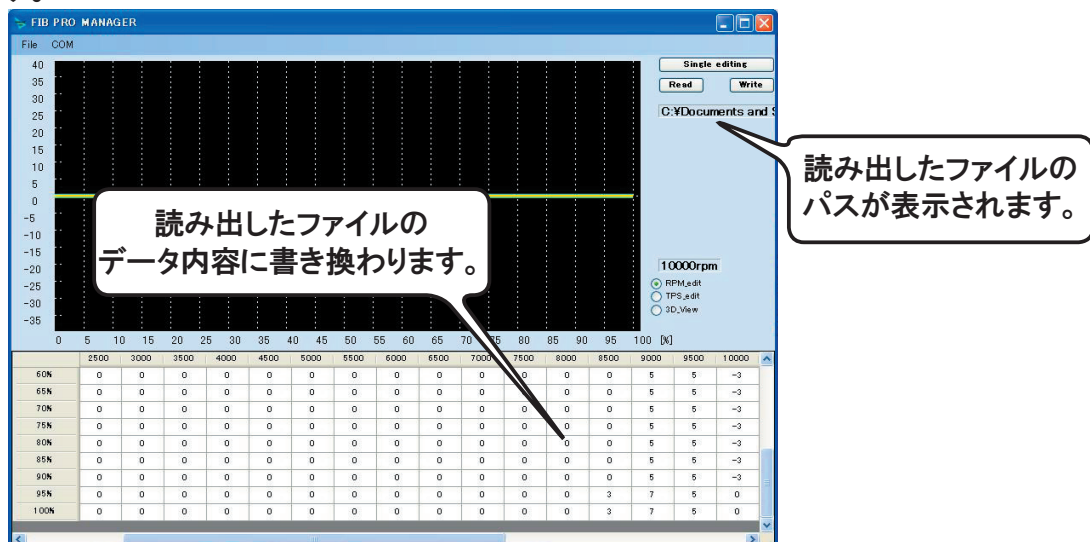 FIB PRO MANAGER
File COM
40
35
30
25
20
15
10
5
0
-5
-10
-15
-20
-25
-30
-35
0 5 10 15 20 25 30 35 40 45 50 55 60 65 70 75 80 85 90 95 100 [%]
Single editing
Read Write
C:¥Documents and S
読み出したファイルの
パスが表示されます。
読み出したファイルの
データ内容に書き換わります。
10000rpm
RPM_edit
TPS_edit
3D_View
2500 3000 3500 4000 4500 5000 5500 6000 6500 7000 7500 8000 8500 9000 9500 10000
60% 0 0 0 0 0 0 0 0 0 0 0 0 0 5 5 -3
65% 0 0 0 0 0 0 0 0 0 0 0 0 0 5 5 -3
70% 0 0 0 0 0 0 0 0 0 0 0 0 0 5 5 -3
75% 0 0 0 0 0 0 0 0 0 0 0 0 0 5 5 -3
80% 0 0 0 0 0 0 0 0 0 0 0 0 0 5 5 -3
85% 0 0 0 0 0 0 0 0 0 0 0 0 0 5 5 -3
90% 0 0 0 0 0 0 0 0 0 0 0 0 0 5 5 -3
95% 0 0 0 0 0 0 0 0 0 0 0 0 3 7 5 0
100% 0 0 0 0 0 0 0 0 0 0 0 0 3 7 5 0